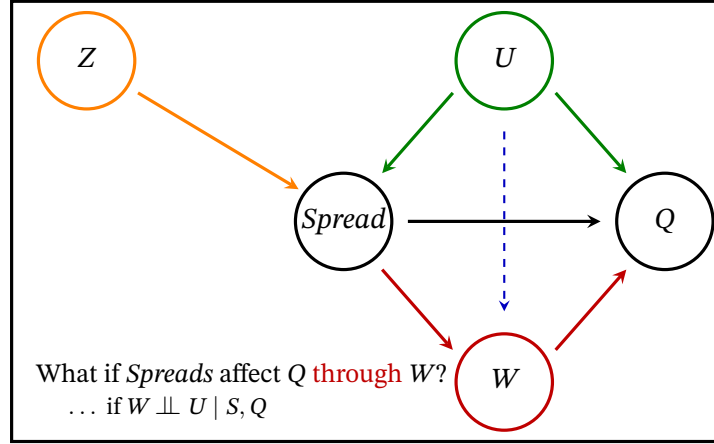 Z
U
Spread
Q
W
What if Spreads affect Q through W?
… if W ⫫ U | S, Q